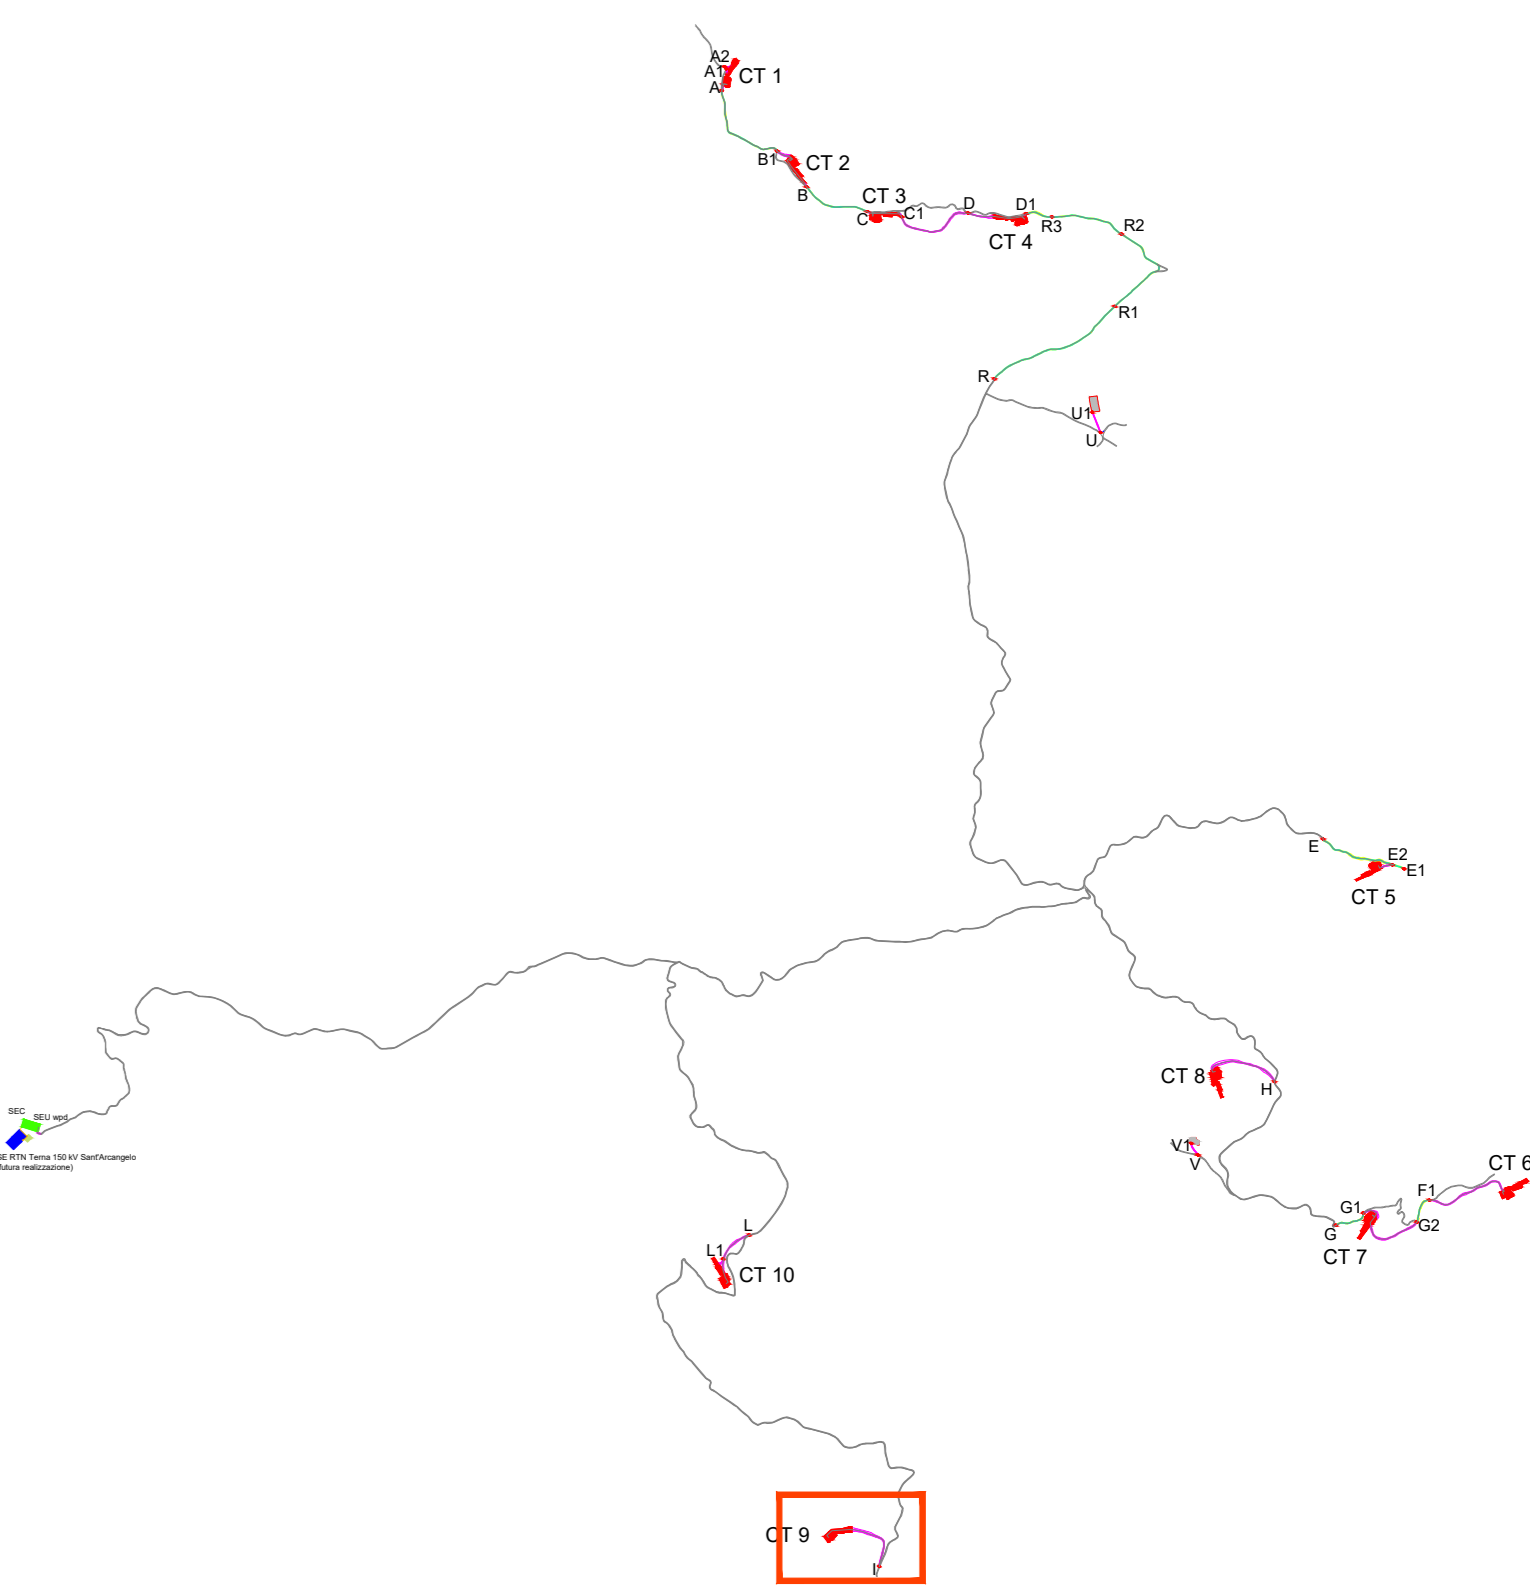 A2
A1
CT 1
A
B1
CT 2
B
CT 3
C
C1
D
D1
R3
R2
CT 4
R1
R
U1
U
E
E2
E1
CT 5
CT 8
H
SEC
SEU wpd
V1
V
SE RTN Terna 150 kV Sant'Arcangelo
futura realizzazione)
CT 6
F1
G1
G
G2
CT 7
L
L1
CT 10
CT 9
I